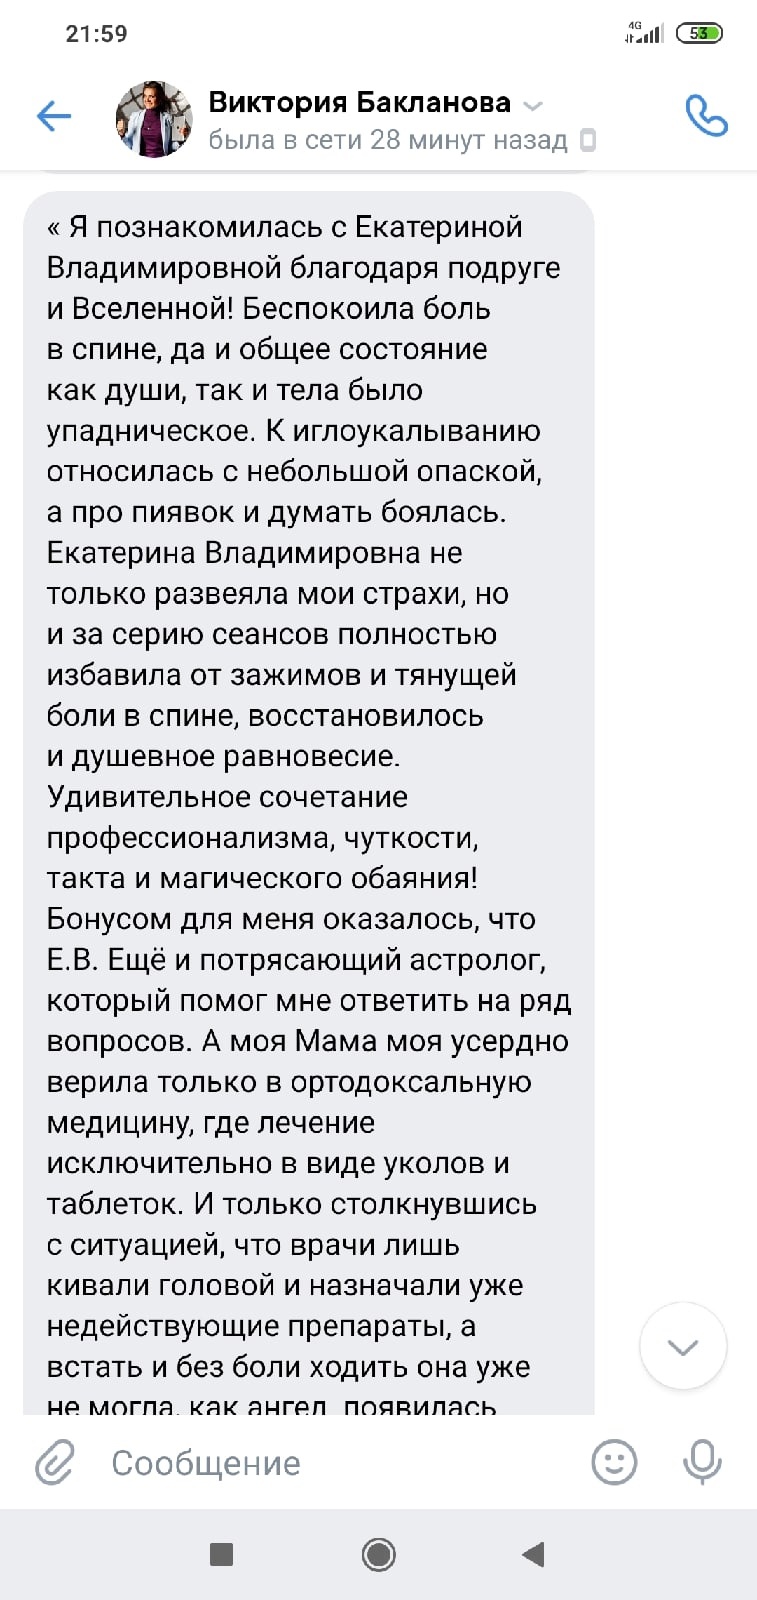 21:59
4G
53
Виктория Бакланова
была в сети 28 минут назад
« Я познакомилась с Екатериной
Владимировной благодаря подруге
и Вселенной! Беспокоила боль
в спине, да и общее состояние
как души, так и тела было
упадническое. К иглоукалыванию
относилась с небольшой опаской,
а про пиявок и думать боялась.
Екатерина Владимировна не
только развеяла мои страхи, но
и за серию сеансов полностью
избавила от зажимов и тянущей
боли в спине, восстановилось
и душевное равновесие.
Удивительное сочетание
профессионализма, чуткости,
такта и магического обаяния!
Бонусом для меня оказалось, что
Е.В. Ещё и потрясающий астролог,
который помог мне ответить на ряд
вопросов. А моя Мама моя усердно
верила только в ортодоксальную
медицину, где лечение
исключительно в виде уколов и
таблеток. И только столкнувшись
с ситуацией, что врачи лишь
кивали головой и назначали уже
недействующие препараты, а
встать и без боли ходить она уже
не могла, как ангел появилась
Сообщение